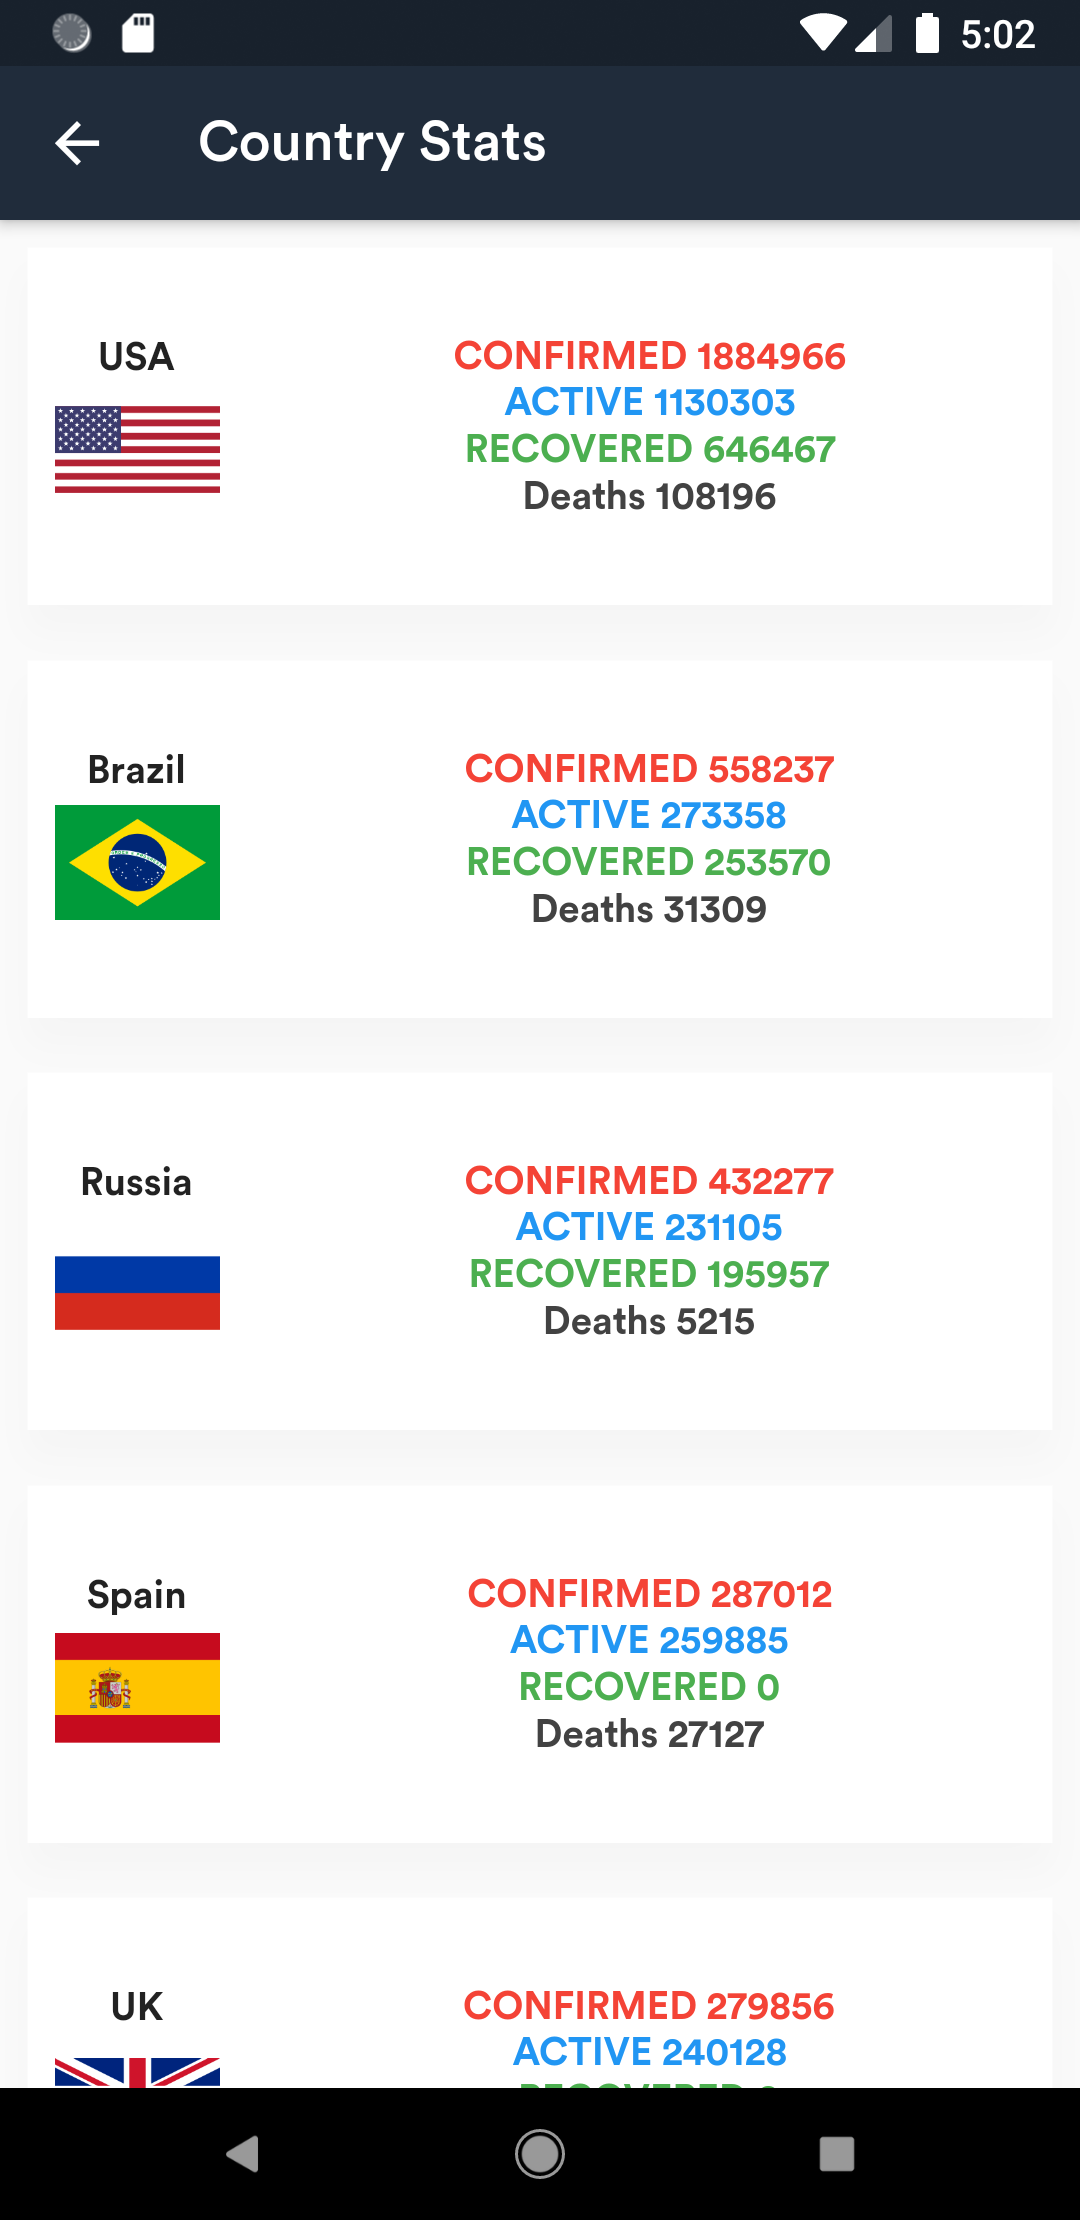 5:02
Country Stats
USA
CONFIRMED 1884966
ACTIVE 1130303
RECOVERED 646467
Deaths 108196
Brazil
CONFIRMED 558237
ACTIVE 273358
RECOVERED 253570
Deaths 31309
Russia
CONFIRMED 432277
ACTIVE 231105
RECOVERED 195957
Deaths 5215
Spain
CONFIRMED 287012
ACTIVE 259885
RECOVERED 0
Deaths 27127
UK
CONFIRMED 279856
ACTIVE 240128